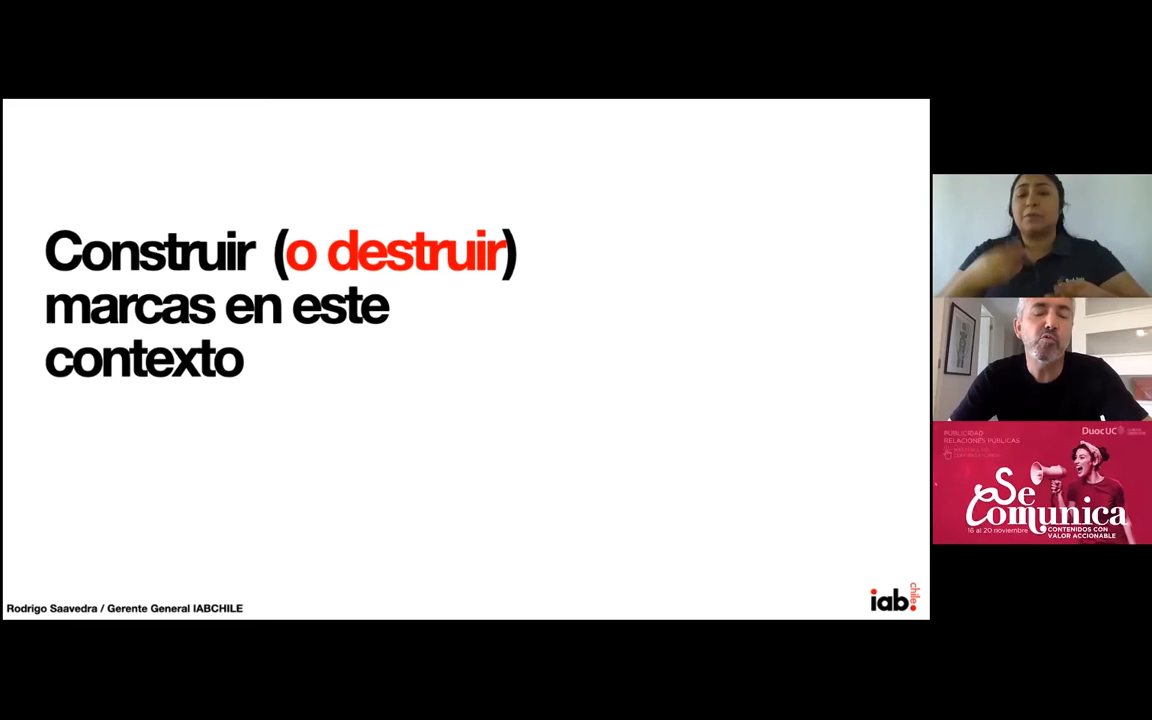 Construir (o destruir)
marcas en este
contexto
Rodrigo Saavedra / Gerente General IABCHILE
iab:
chile
PUBLICIDAD
RELACIONES PÚBLICAS
DuocUC
Se
Comunica
16 al 20 noviembre
CONTENIDOS CON
VALOR ACCIONABLE